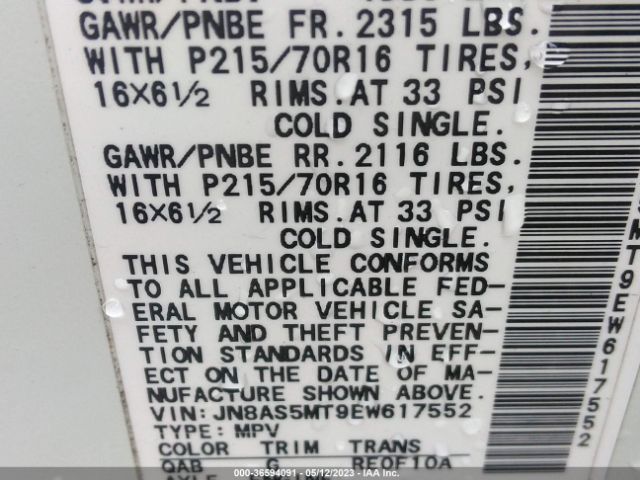 GAWR/PNBE FR. 2315 LBS.
WITH P215/70R16 TIRES,
16X6½ RIMS. AT 33 PSI
COLD SINGLE.
GAWR/PNBE RR. 2116 LBS.
WITH P215/70R16 TIRES,
16X6½ RIMS. AT 33 PSI
COLD SINGLE.
THIS VEHICLE CONFORMS
TO ALL APPLICABLE FED-
ERAL MOTOR VEHICLE SA-
FETY AND THEFT PREVEN-
TION STANDARDS IN EFF-
ECT ON THE DATE OF MA-
NUFACTURE SHOWN ABOVE.
VIN: JN8AS5MT9EW617552
TYPE: MPV
COLOR TRIM TRANS
QAB G RE0F10A
MT9EW617552
000-36594091 - 05/12/2023 - IAAI.COM